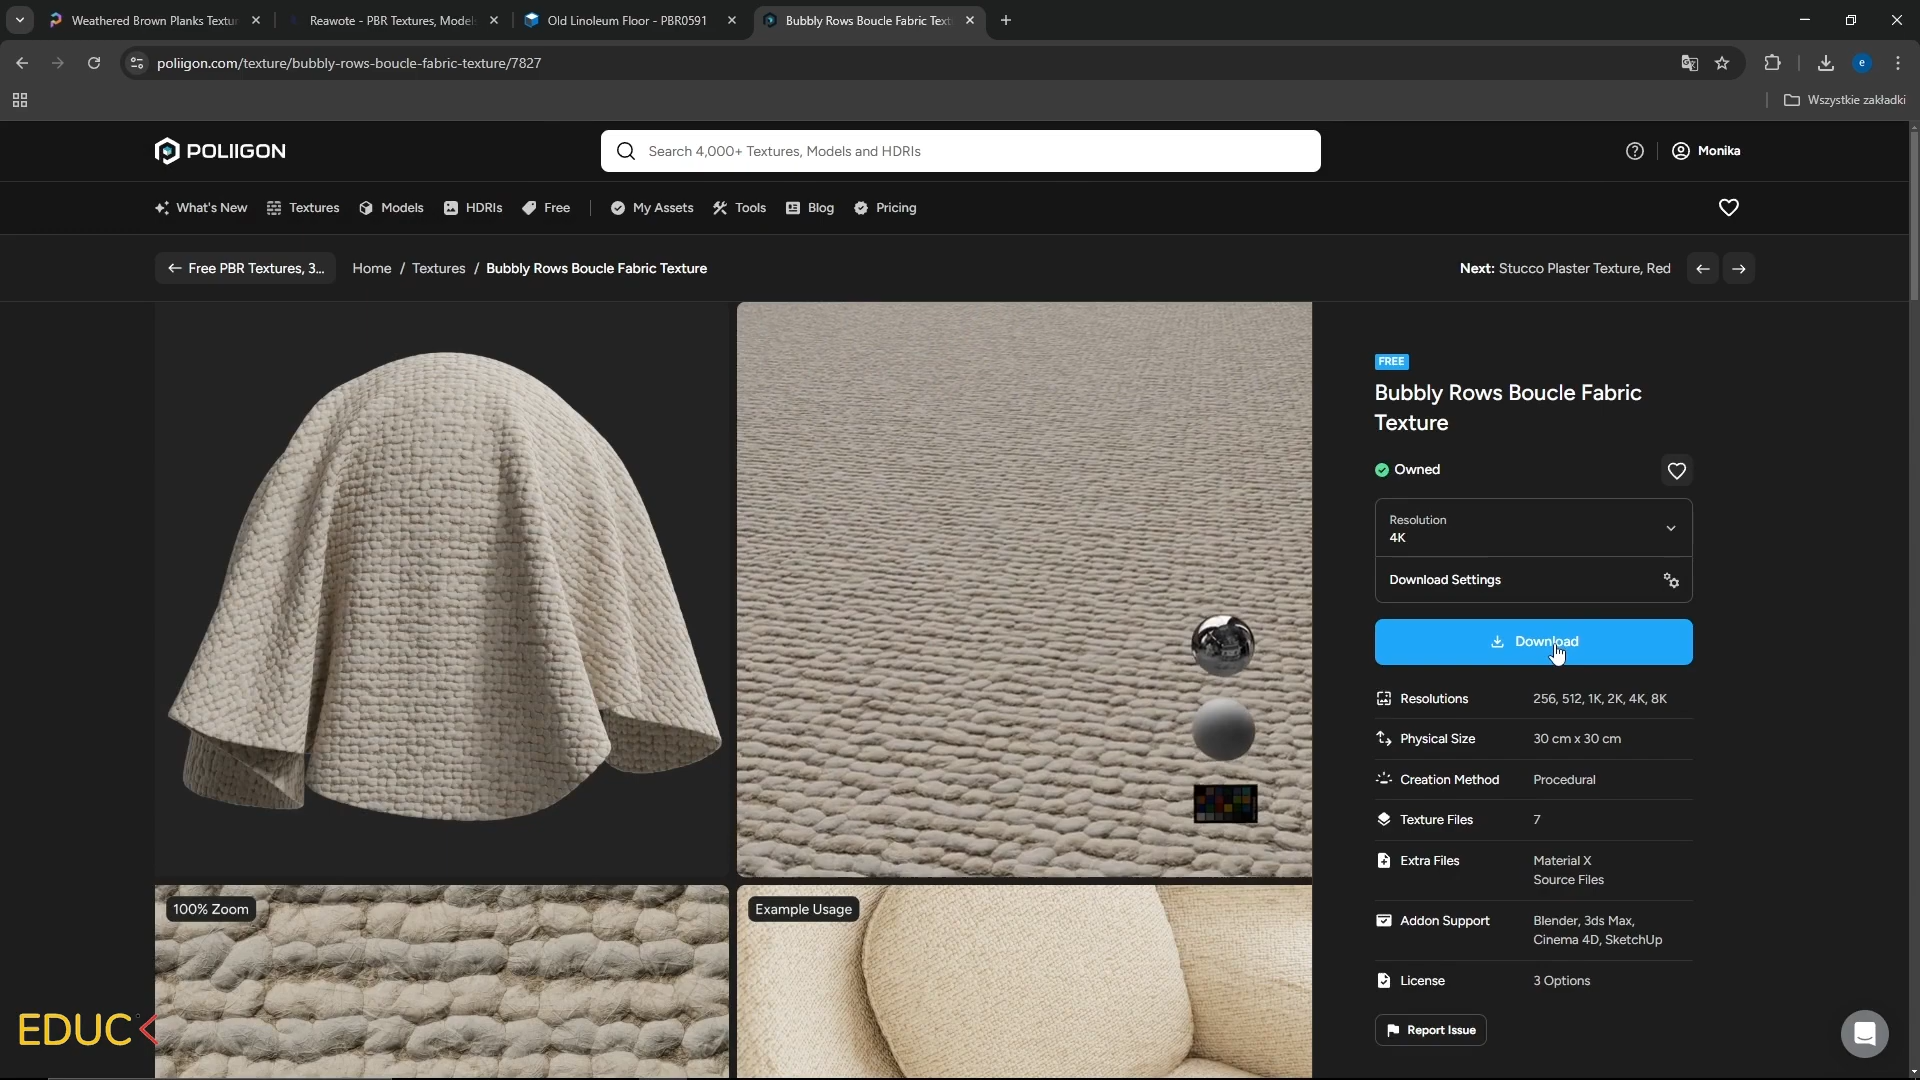 Weathered Brown Planks Textu
Reawote - PBR Textures, Model
Old Linoleum Floor - PBR0591
Bubbly Rows Boucle Fabric Text
poliigon.com/texture/bubbly-rows-boucle-fabric-texture/7827
e
Wszystkie zakładki
POLIIGON
Search 4,000+ Textures, Models and HDRIs
Monika
What's New
Textures
Models
HDRIs
Free
My Assets
Tools
Blog
Pricing
Free PBR Textures, 3...
Home / Textures / Bubbly Rows Boucle Fabric Texture
Next: Stucco Plaster Texture, Red
FREE
Bubbly Rows Boucle Fabric
Texture
Owned
Resolution
4K
Download Settings
Download
Resolutions 256, 512, 1K, 2K, 4K, 8K
Physical Size 30 cm x 30 cm
Creation Method Procedural
Texture Files 7
Extra Files Material X
Source Files
Addon Support Blender, 3ds Max,
Cinema 4D, SketchUp
License 3 Options
Report Issue
100% Zoom
Example Usage
EDUC